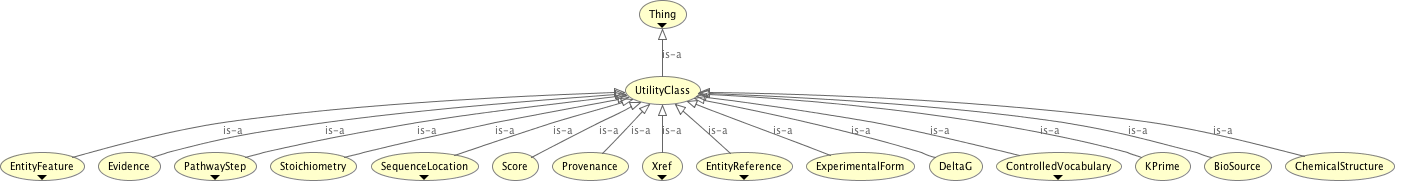 Thing
is-a
UtilityClass
is-a is-a is-a is-a is-a is-a is-a is-a is-a is-a is-a is-a is-a is-a
EntityFeature Evidence PathwayStep Stoichiometry SequenceLocation Score Provenance Xref EntityReference ExperimentalForm DeltaG ControlledVocabulary KPrime BioSource ChemicalStructure